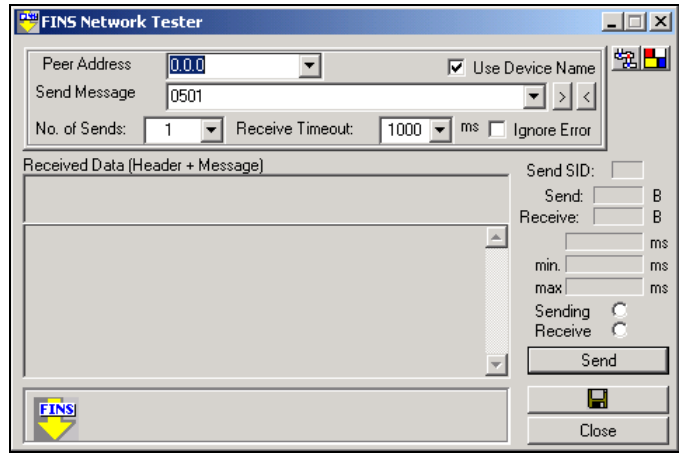 FINS Network Tester
Peer Address 0.0.0 Use Device Name
Send Message 0501 > <
No. of Sends: 1 Receive Timeout: 1000 ms Ignore Error
Received Data (Header + Message)
Send SID:
Send: B
Receive: B
ms
min. ms
max ms
Sending
Receive
Send
FINS
Close